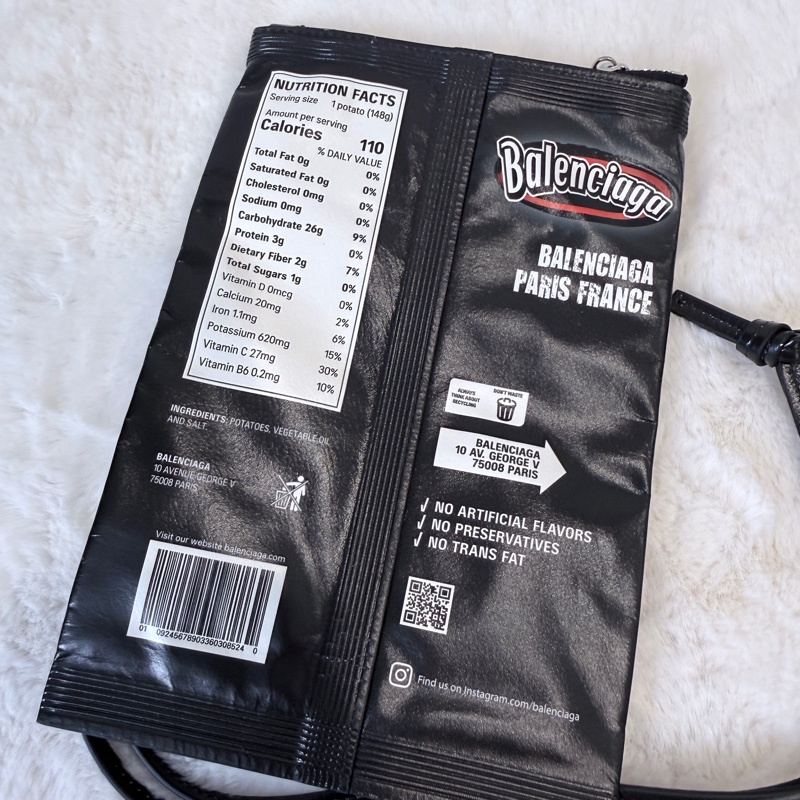 NUTRITION FACTS
Serving size 1 potato (148g)
Amount per serving
Calories 110
% DAILY VALUE
Total Fat 0g 0%
Saturated Fat 0g 0%
Cholesterol 0mg 0%
Sodium 0mg 0%
Carbohydrate 26g 9%
Protein 3g 0%
Dietary Fiber 2g 7%
Total Sugars 1g 0%
Vitamin D 0mcg 0%
Calcium 20mg 2%
Iron 1.1mg 6%
Potassium 620mg 15%
Vitamin C 27mg 30%
Vitamin B6 0.2mg 10%
INGREDIENTS: POTATOES, VEGETABLE OIL
AND SALT.
BALENCIAGA
10 AVENUE GEORGE V
75008 PARIS
Visit our website balenciaga.com
01 09245678903360308524 0
Balenciaga
BALENCIAGA
PARIS FRANCE
ALWAYS
THINK ABOUT
RECYCLING
DON'T WASTE
BALENCIAGA
10 AV. GEORGE V
75008 PARIS
NO ARTIFICIAL FLAVORS
NO PRESERVATIVES
NO TRANS FAT
Find us on Instagram.com/balenciaga